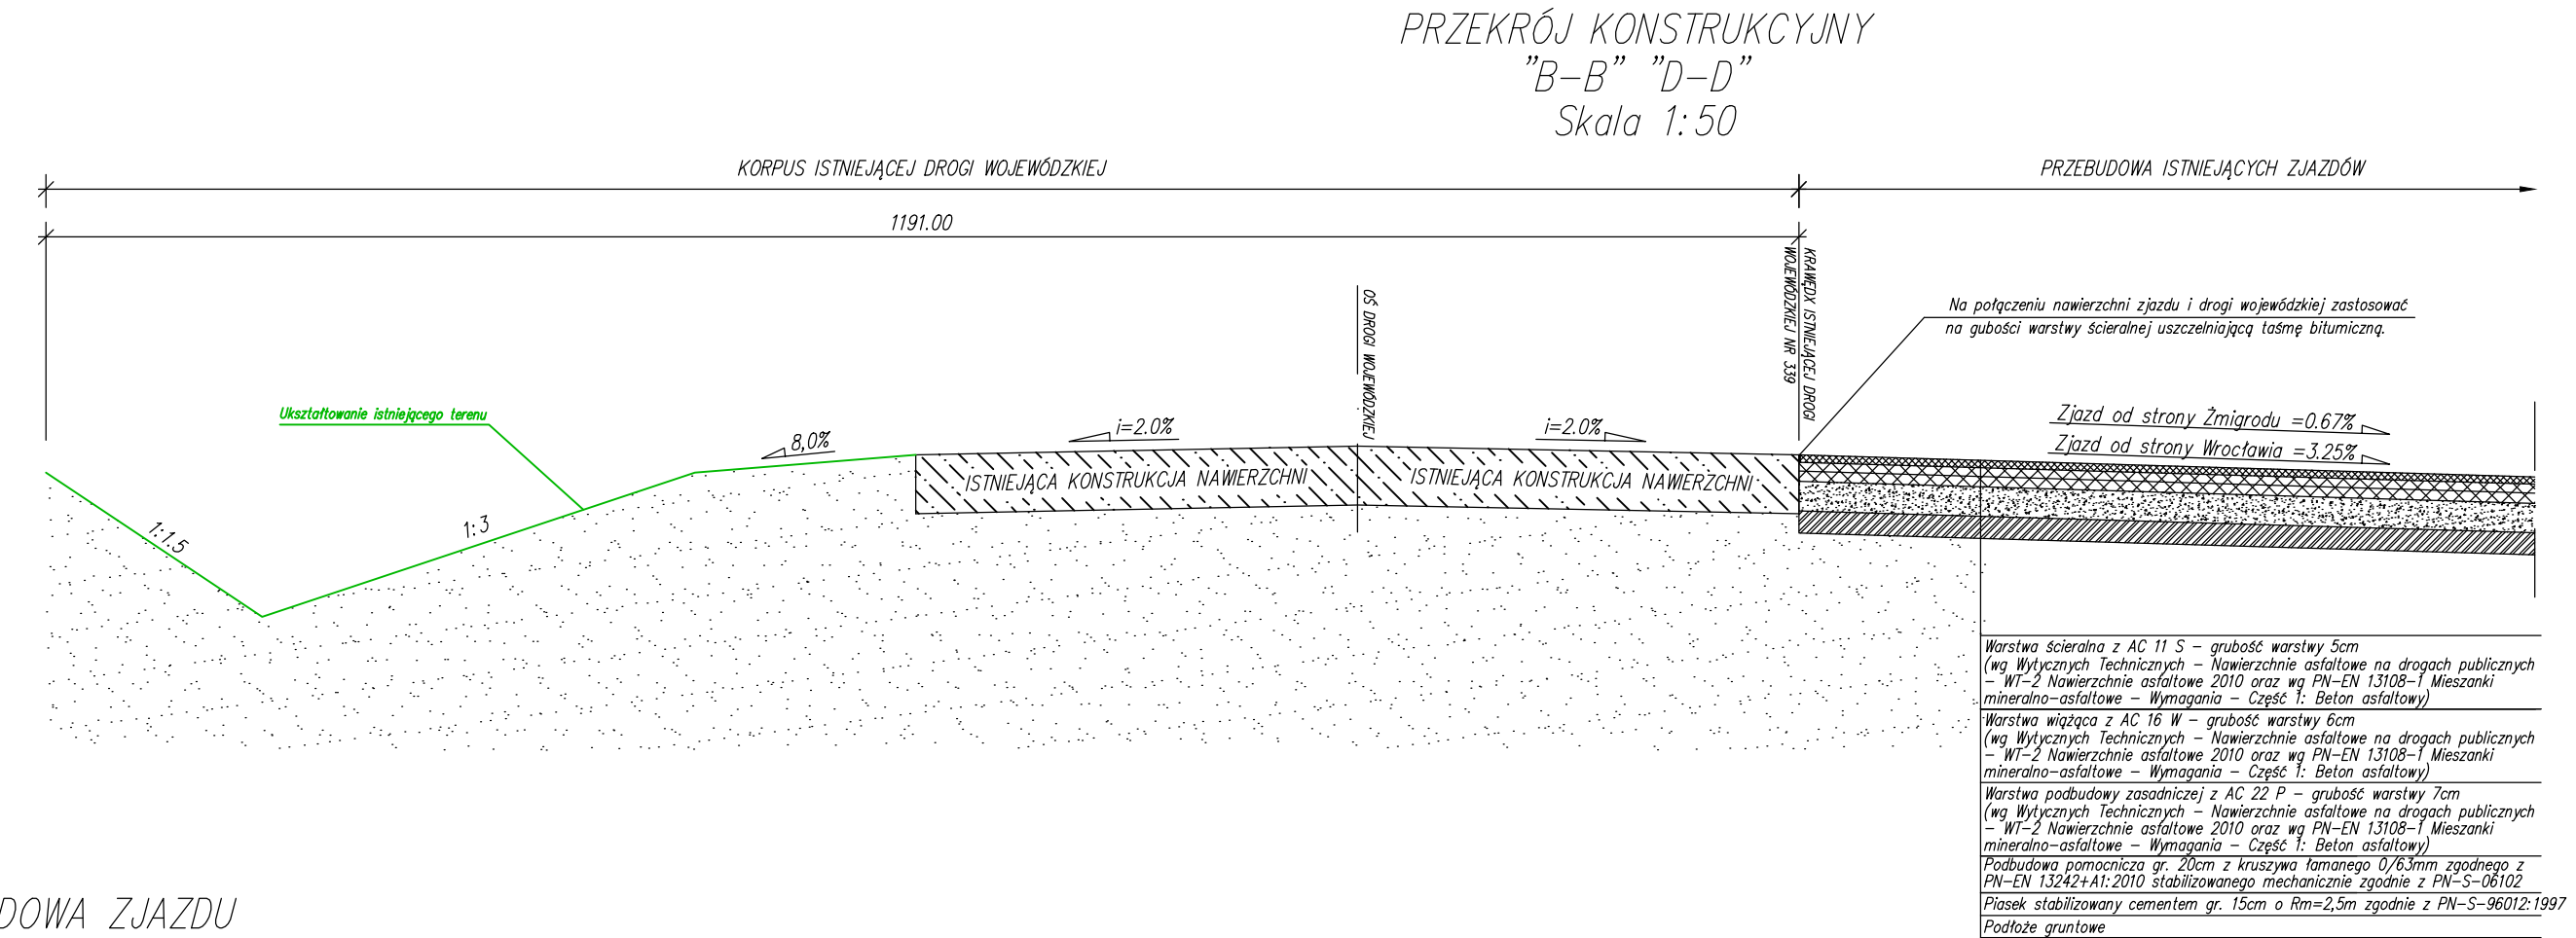 PRZEKRÓJ KONSTRUKCYJNY
"B-B" "D-D"
Skala 1:50
KORPUS ISTNIEJĄCEJ DROGI WOJEWÓDZKIEJ
PRZEBUDOWA ISTNIEJĄCYCH ZJAZDÓW
1191.00
KRAWĘDX ISTNIEJĄCEJ DROGI
WOJEWÓDZKIEJ NR 339
OŚ DROGI WOJEWÓDZKIEJ
Na połączeniu nawierzchni zjazdu i drogi wojewódzkiej zastosować
na gubości warstwy ścieralnej uszczelniającą taśmę bitumiczną.
Ukształtowanie istniejącego terenu
8,0%
i=2.0%
i=2.0%
Zjazd od strony Żmigrodu =0.67%
Zjazd od strony Wrocławia =3.25%
ISTNIEJĄCA KONSTRUKCJA NAWIERZCHNI
ISTNIEJĄCA KONSTRUKCJA NAWIERZCHNI
1:1.5
1:3
Warstwa ścieralna z AC 11 S - grubość warstwy 5cm
(wg Wytycznych Technicznych - Nawierzchnie asfaltowe na drogach publicznych
- WT-2 Nawierzchnie asfaltowe 2010 oraz wg PN-EN 13108-1 Mieszanki
mineralno-asfaltowe - Wymagania - Część 1: Beton asfaltowy)
Warstwa wiążąca z AC 16 W - grubość warstwy 6cm
(wg Wytycznych Technicznych - Nawierzchnie asfaltowe na drogach publicznych
- WT-2 Nawierzchnie asfaltowe 2010 oraz wg PN-EN 13108-1 Mieszanki
mineralno-asfaltowe - Wymagania - Część 1: Beton asfaltowy)
Warstwa podbudowy zasadniczej z AC 22 P - grubość warstwy 7cm
(wg Wytycznych Technicznych - Nawierzchnie asfaltowe na drogach publicznych
- WT-2 Nawierzchnie asfaltowe 2010 oraz wg PN-EN 13108-1 Mieszanki
mineralno-asfaltowe - Wymagania - Część 1: Beton asfaltowy)
Podbudowa pomocnicza gr. 20cm z kruszywa łamanego 0/63mm zgodnego z
PN-EN 13242+A1:2010 stabilizowanego mechanicznie zgodnie z PN-S-06102
Piasek stabilizowany cementem gr. 15cm o Rm=2,5m zgodnie z PN-S-96012:1997
Podłoże gruntowe
DOWA ZJAZDU